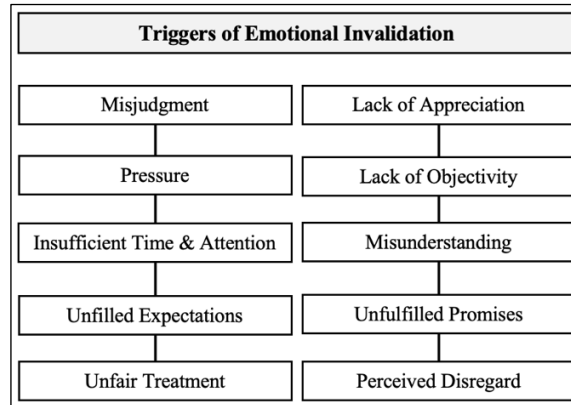 Triggers of Emotional Invalidation
Misjudgment
Pressure
Insufficient Time & Attention
Unfilled Expectations
Unfair Treatment
Lack of Appreciation
Lack of Objectivity
Misunderstanding
Unfulfilled Promises
Perceived Disregard